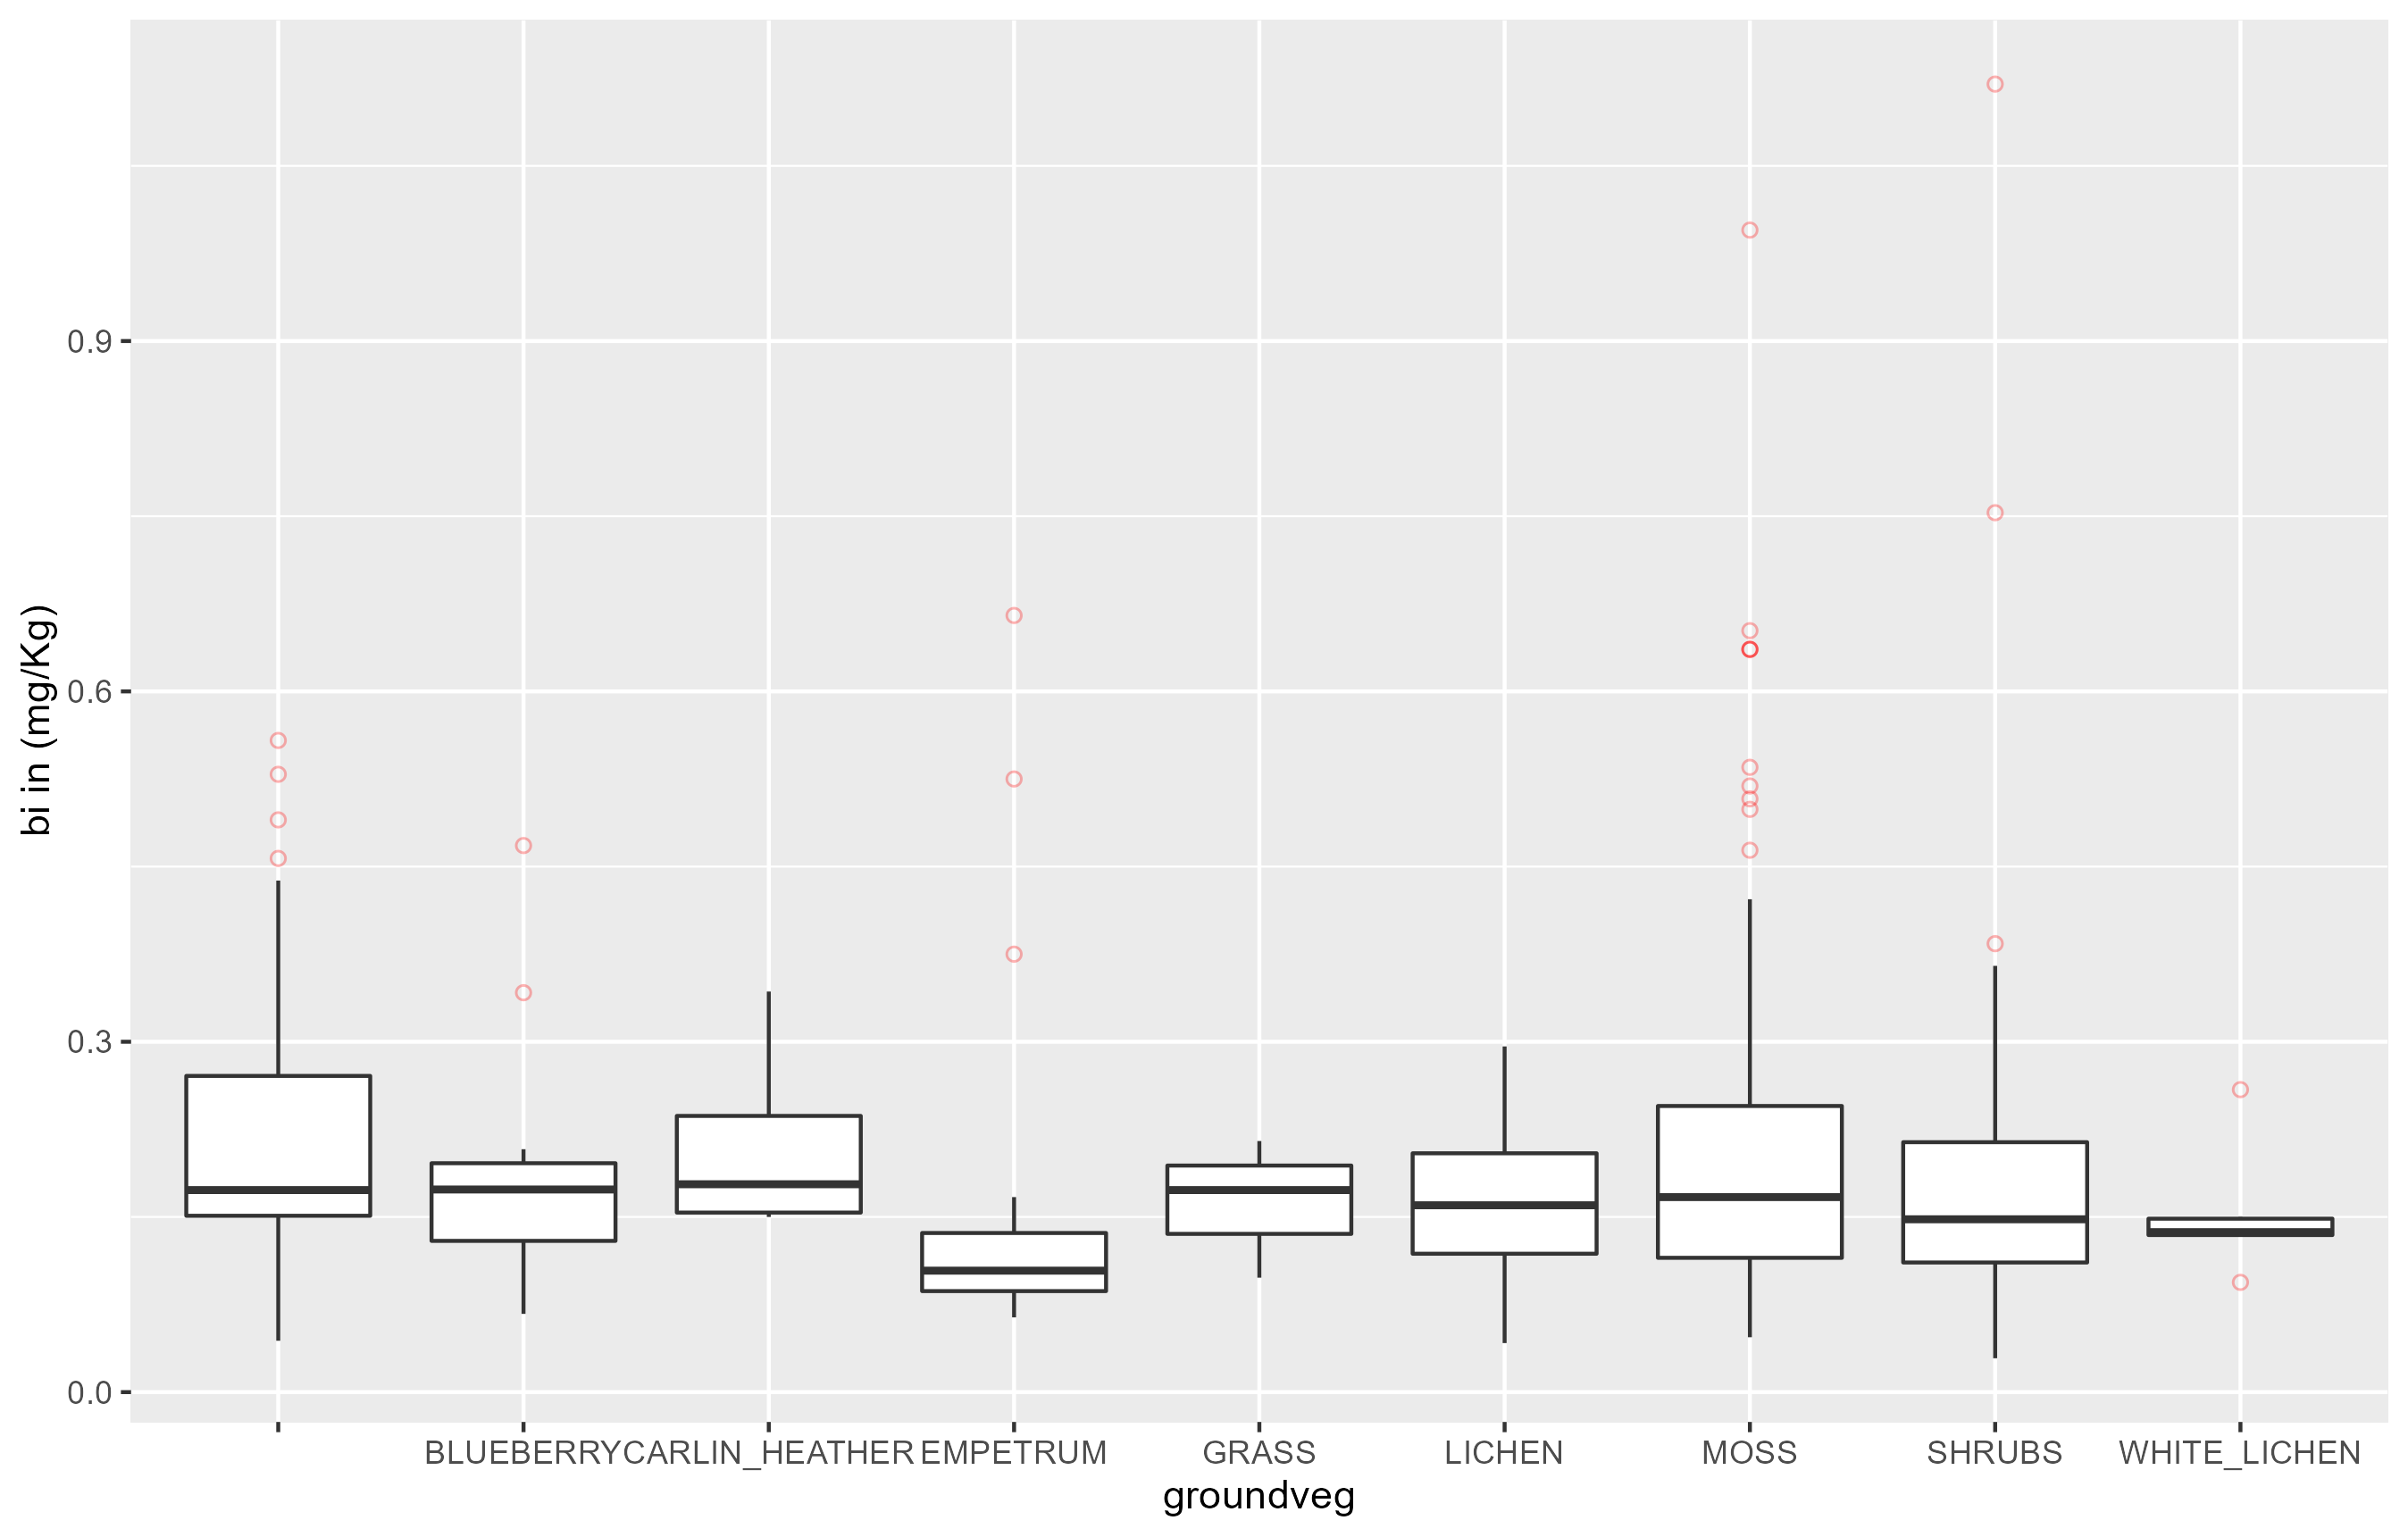 bi in (mg/Kg)
0.9
0.6
0.3
0.0
BLUEBERRY CARLIN_HEATHER EMPETRUM GRASS LICHEN MOSS SHRUBS WHITE_LICHEN
groundveg